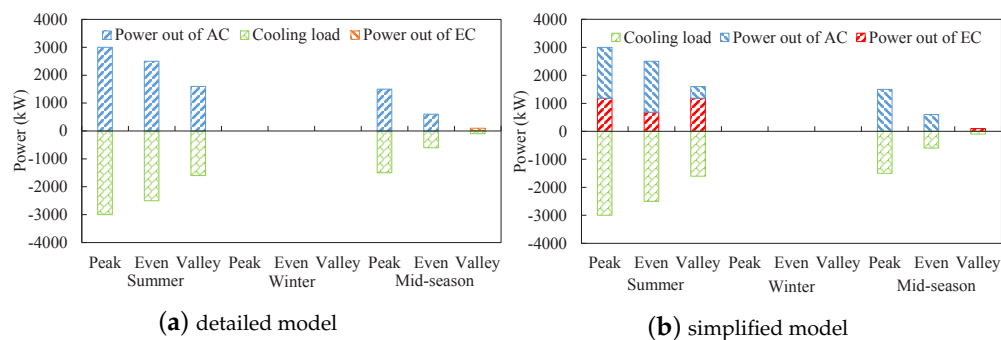 Power out of AC Cooling load Power out of EC
Power (kW)
4000
3000
2000
1000
0
-1000
-2000
-3000
-4000
Peak Even Valley Peak Even Valley Peak Even Valley
Summer Winter Mid-season
(a) detailed model
Cooling load Power out of AC Power out of EC
Power (kW)
4000
3000
2000
1000
0
-1000
-2000
-3000
-4000
Peak Even Valley Peak Even Valley Peak Even Valley
Summer Winter Mid-season
(b) simplified model